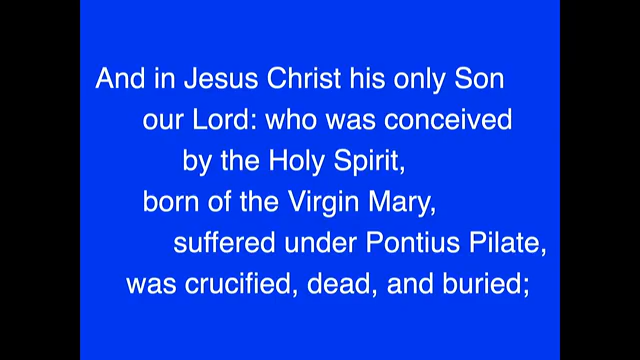 And in Jesus Christ his only Son
our Lord: who was conceived
by the Holy Spirit,
born of the Virgin Mary,
suffered under Pontius Pilate,
was crucified, dead, and buried;